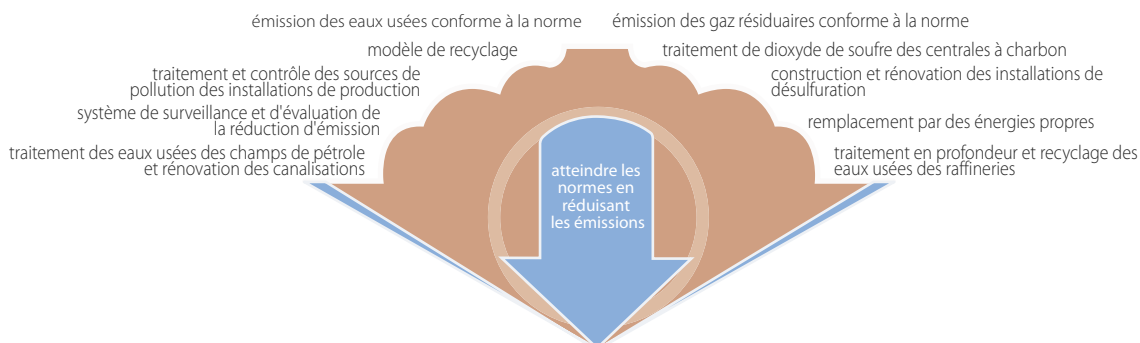 émission des eaux usées conforme à la norme
émission des gaz résiduaires conforme à la norme
modèle de recyclage
traitement de dioxyde de soufre des centrales à charbon
traitement et contrôle des sources de
pollution des installations de production
construction et rénovation des installations de
désulfuration
système de surveillance et d'évaluation de
la réduction d'émission
remplacement par des énergies propres
traitement des eaux usées des champs de pétrole
et rénovation des canalisations
traitement en profondeur et recyclage des
eaux usées des raffineries
atteindre les
normes en
réduisant
les émissions